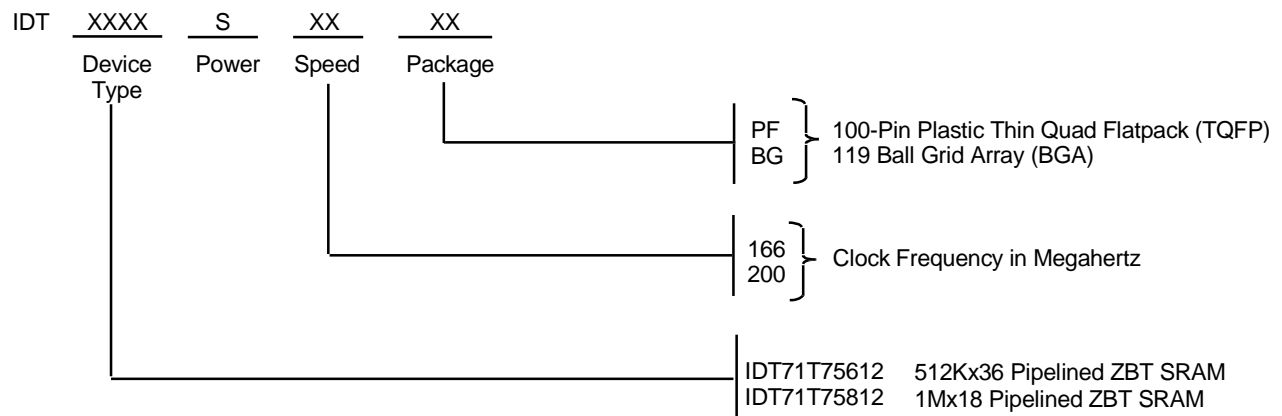 IDT XXXX S XX XX
Device Type Power Speed Package
PF 100-Pin Plastic Thin Quad Flatpack (TQFP)
BG 119 Ball Grid Array (BGA)
166
200
Clock Frequency in Megahertz
IDT71T75612 512Kx36 Pipelined ZBT SRAM
IDT71T75812 1Mx18 Pipelined ZBT SRAM